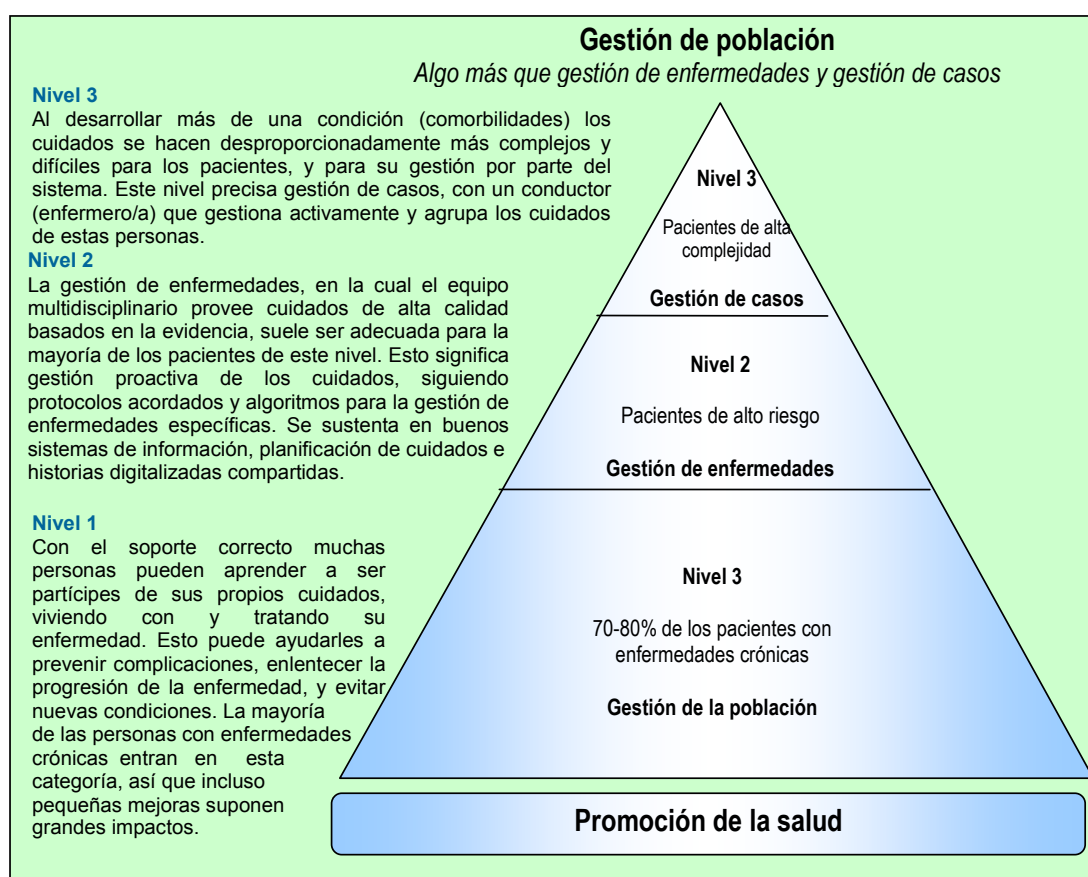 Gestión de población
Algo más que gestión de enfermedades y gestión de casos
Nivel 3
Al desarrollar más de una condición (comorbilidades) los
cuidados se hacen desproporcionadamente más complejos y
difíciles para los pacientes, y para su gestión por parte del
sistema. Este nivel precisa gestión de casos, con un conductor
(enfermero/a) que gestiona activamente y agrupa los cuidados
de estas personas.
Nivel 2
La gestión de enfermedades, en la cual el equipo
multidisciplinario provee cuidados de alta calidad
basados en la evidencia, suele ser adecuada para la
mayoría de los pacientes de este nivel. Esto significa
gestión proactiva de los cuidados, siguiendo
protocolos acordados y algoritmos para la gestión de
enfermedades específicas. Se sustenta en buenos
sistemas de información, planificación de cuidados e
historias digitalizadas compartidas.
Nivel 1
Con el soporte correcto muchas
personas pueden aprender a ser
partícipes de sus propios cuidados,
viviendo con y tratando su
enfermedad. Esto puede ayudarles a
prevenir complicaciones, enlentecer la
progresión de la enfermedad, y evitar
nuevas condiciones. La mayoría
de las personas con enfermedades
crónicas entran en esta
categoría, así que incluso
pequeñas mejoras suponen
grandes impactos.
Nivel 3
Pacientes de alta
complejidad
Gestión de casos
Nivel 2
Pacientes de alto riesgo
Gestión de enfermedades
Nivel 3
70-80% de los pacientes con
enfermedades crónicas
Gestión de la población
Promoción de la salud